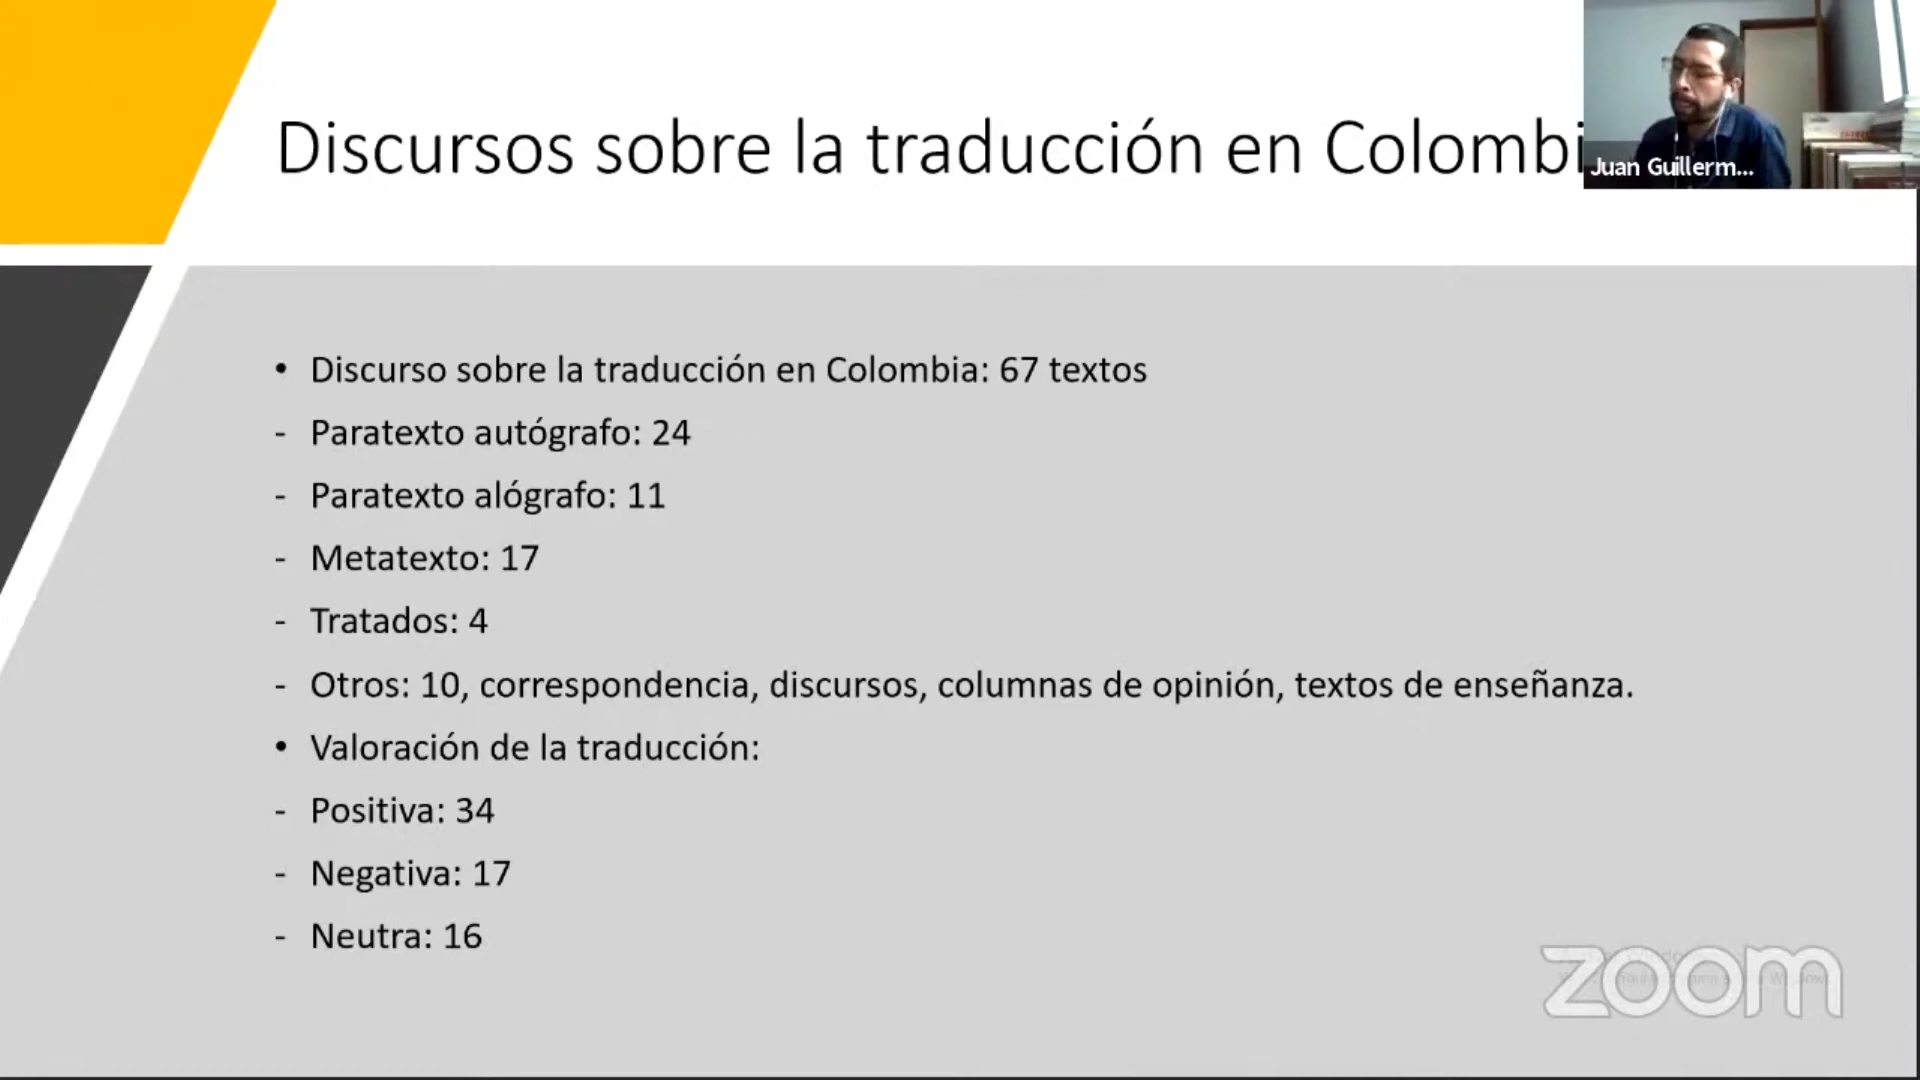 Discursos sobre la traducción en Colombi
Juan Guillerm...
• Discurso sobre la traducción en Colombia: 67 textos
- Paratexto autógrafo: 24
- Paratexto alógrafo: 11
- Metatexto: 17
- Tratados: 4
- Otros: 10, correspondencia, discursos, columnas de opinión, textos de enseñanza.
• Valoración de la traducción:
- Positiva: 34
- Negativa: 17
- Neutra: 16
zoom